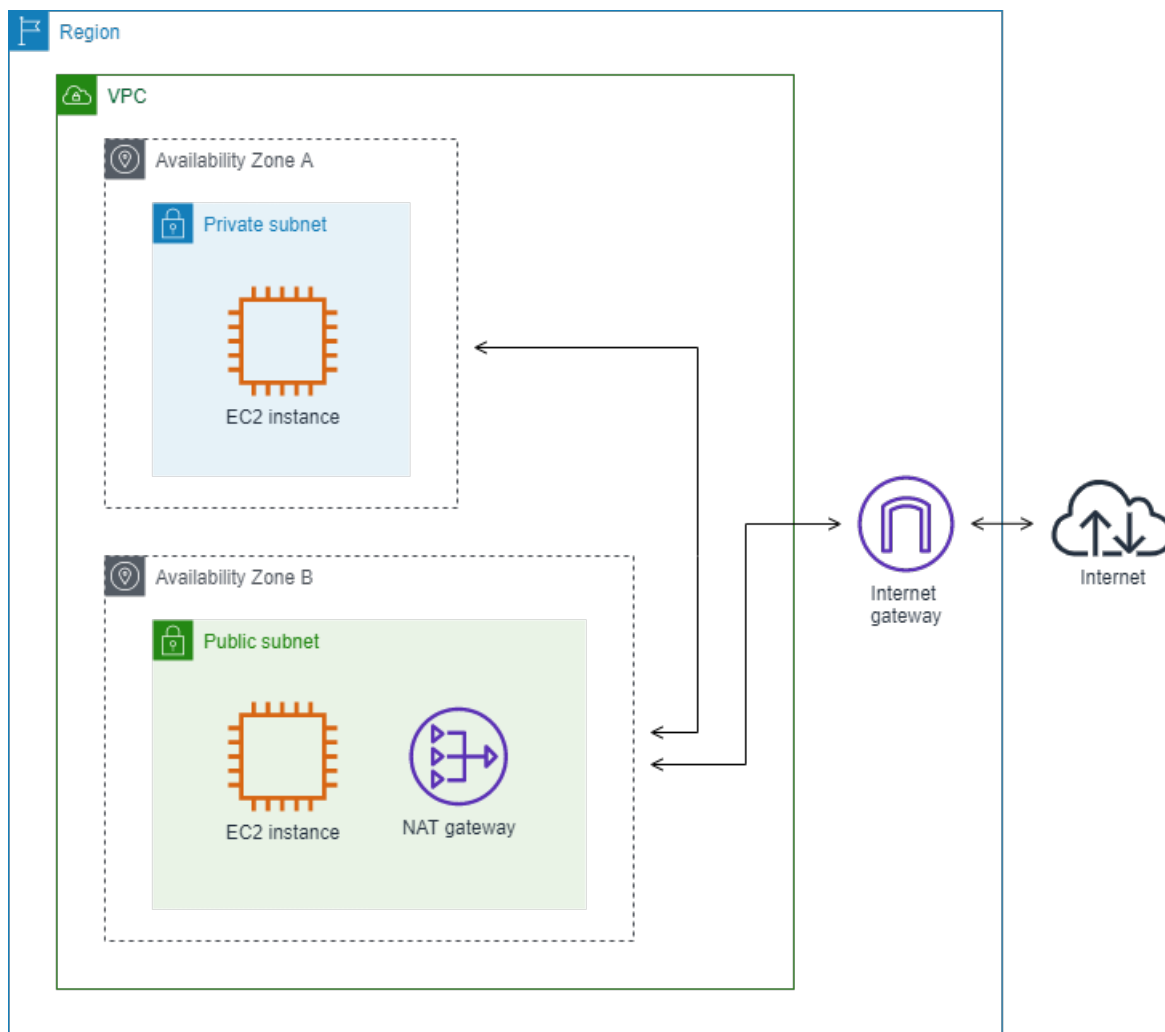 Region
VPC
Availability Zone A
Private subnet
EC2 instance
Availability Zone B
Public subnet
EC2 instance
NAT gateway
Internet
gateway
Internet